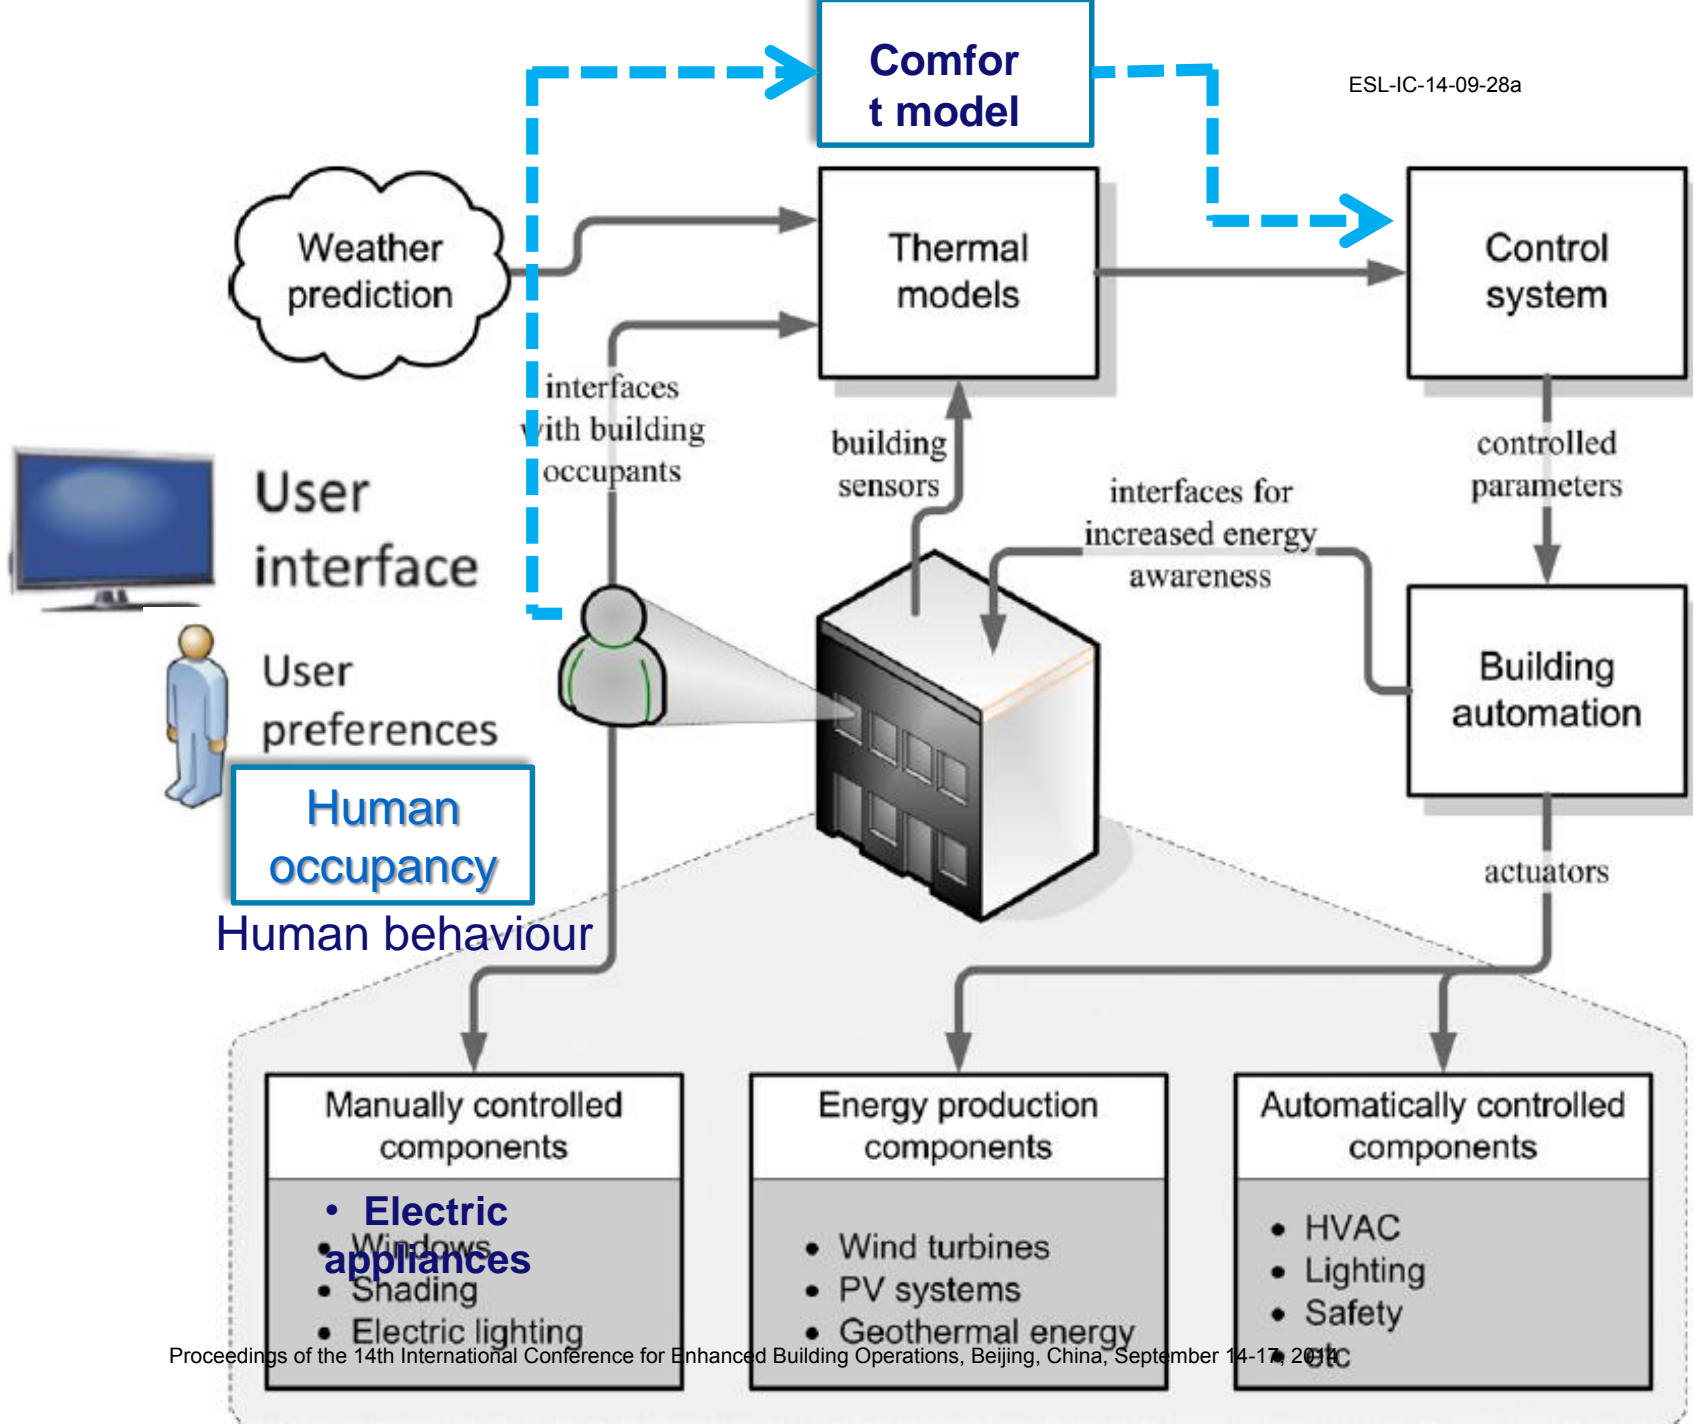 Comfor
t model
ESL-IC-14-09-28a
Weather
prediction
Thermal
models
Control
system
interfaces
with building
occupants
building
sensors
controlled
parameters
interfaces for
increased energy
awareness
User
interface
User
preferences
Building
automation
Human
occupancy
Human behaviour
actuators
Manually controlled
components
• Electric
appliances
• Windows
• Shading
• Electric lighting
Energy production
components
• Wind turbines
• PV systems
• Geothermal energy
Automatically controlled
components
• HVAC
• Lighting
• Safety
• etc
Proceedings of the 14th International Conference for Enhanced Building Operations, Beijing, China, September 14-17, 2014